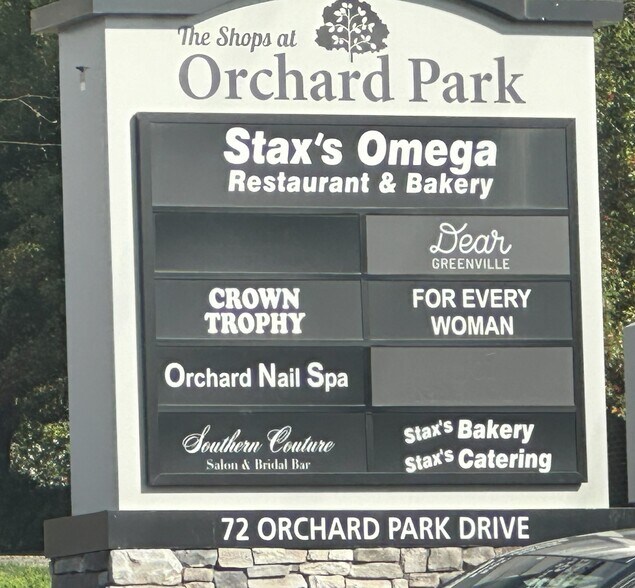 The Shops at
Orchard Park
Stax's Omega
Restaurant & Bakery
Dear
GREENVILLE
CROWN
TROPHY
FOR EVERY
WOMAN
Orchard Nail Spa
Southern Couture
Salon & Bridal Bar
Stax's Bakery
Stax's Catering
72 ORCHARD PARK DRIVE